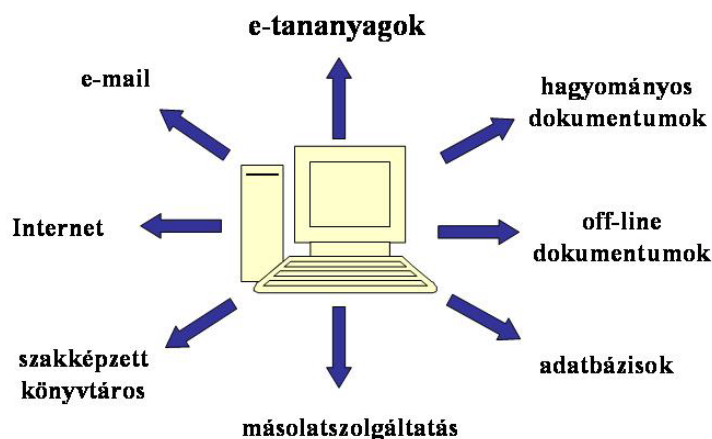 e-tananyagok
e-mail
hagyományos
dokumentumok
Internet
off-line
dokumentumok
szakképzett
könyvtáros
adatbázisok
másolatszolgáltatás